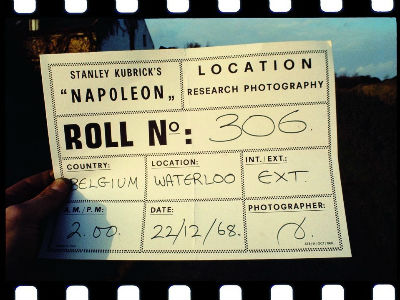 STANLEY KUBRICK'S
"NAPOLEON„
LOCATION
RESEARCH PHOTOGRAPHY
ROLL No: 306.
COUNTRY: LOCATION: INT./EXT.:
BELGIUM WATERLOO EXT.
A.M./P.M: DATE: PHOTOGRAPHER:
2.00. 22/12/68.